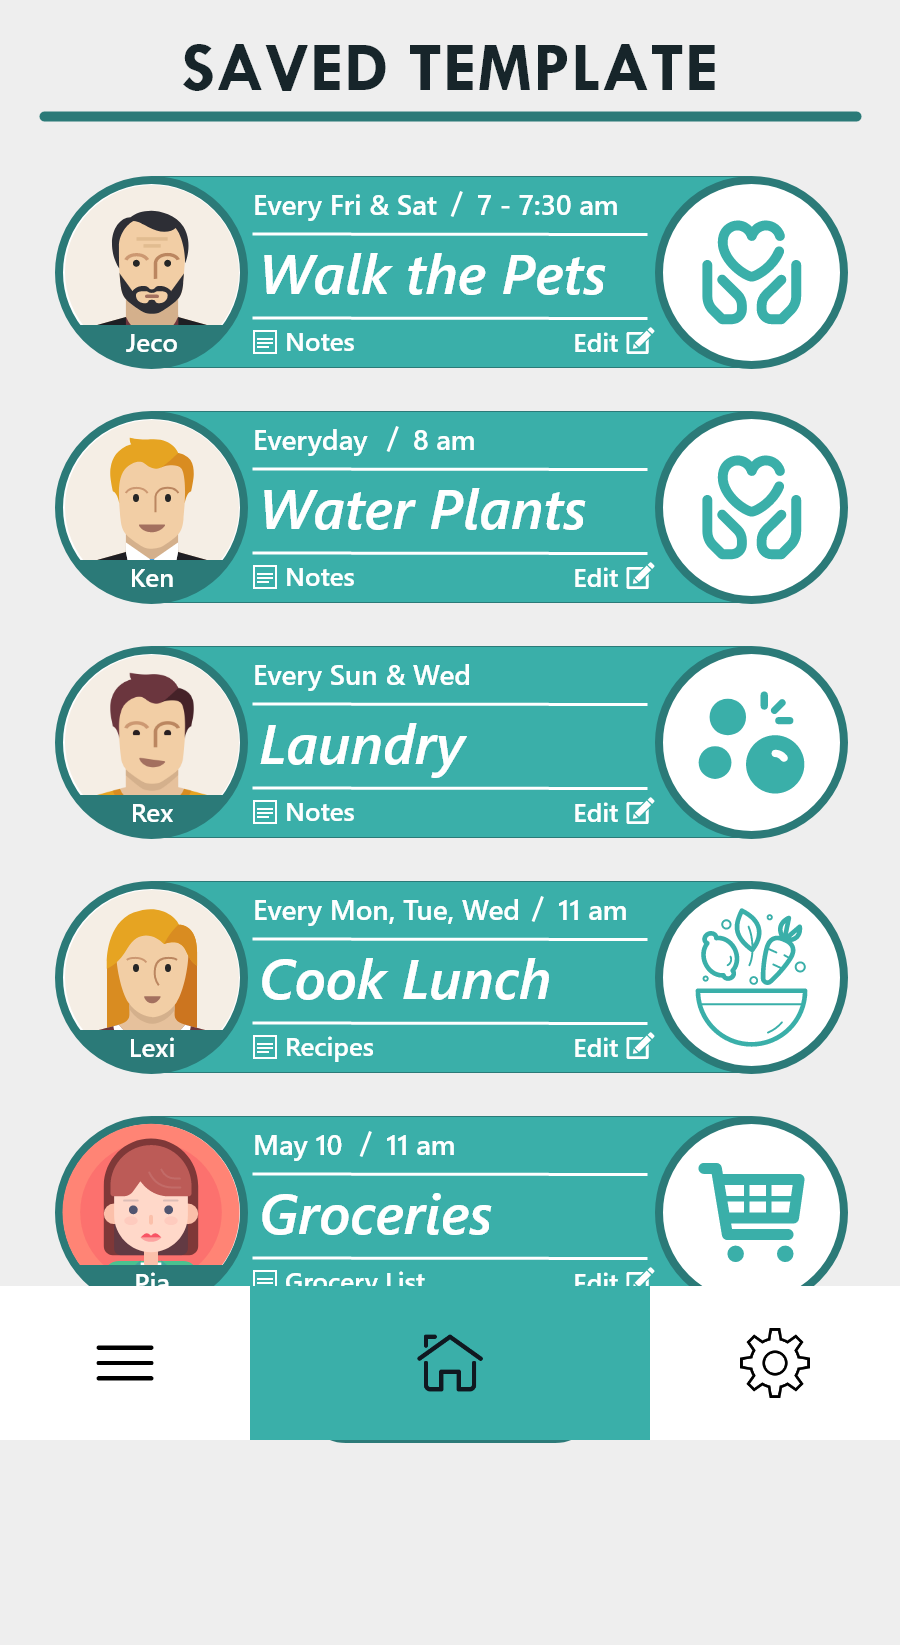 SAVED TEMPLATE
Every Fri & Sat / 7 - 7:30 am
Walk the Pets
Jeco
Notes
Edit
Everyday / 8 am
Water Plants
Ken
Notes
Edit
Every Sun & Wed
Laundry
Rex
Notes
Edit
Every Mon, Tue, Wed / 11 am
Cook Lunch
Lexi
Recipes
Edit
May 10 / 11 am
Groceries
Pia
Grocery List
Edit